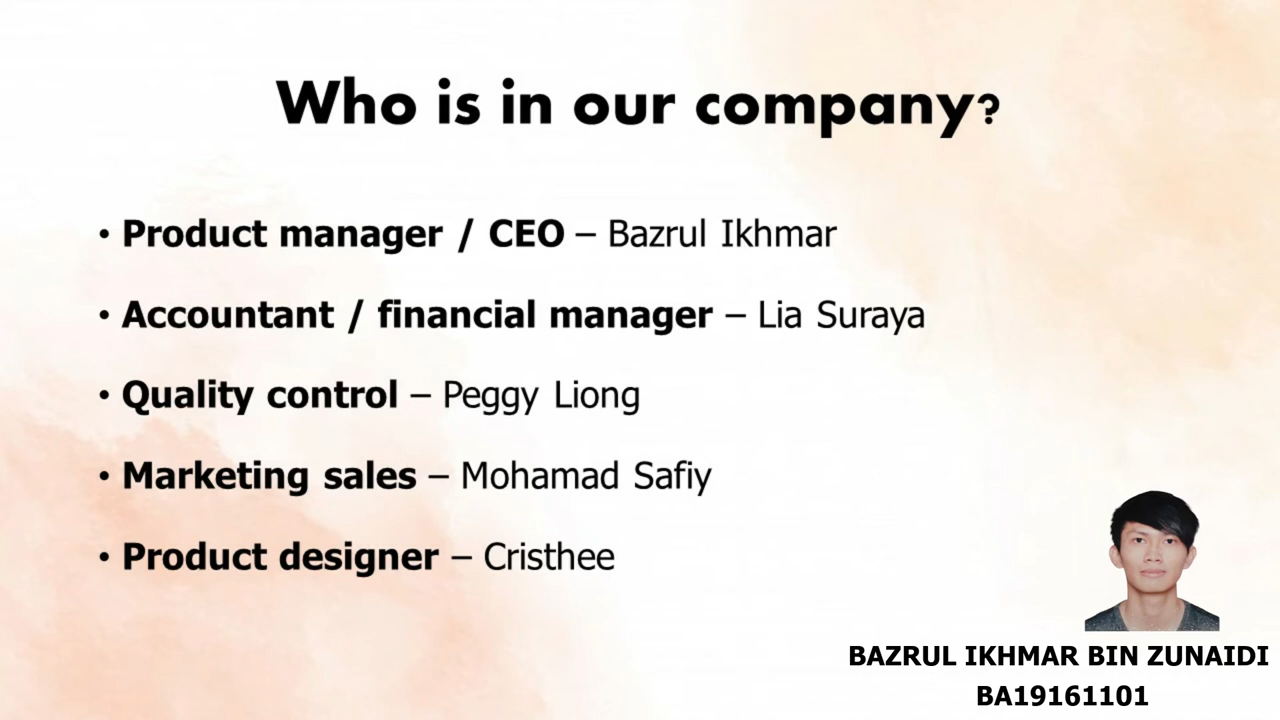 Who is in our company?
• Product manager / CEO – Bazrul Ikhmar
• Accountant / financial manager – Lia Suraya
• Quality control – Peggy Liong
• Marketing sales – Mohamad Safiy
• Product designer – Cristhee
BAZRUL IKHMAR BIN ZUNAIDI
BA19161101